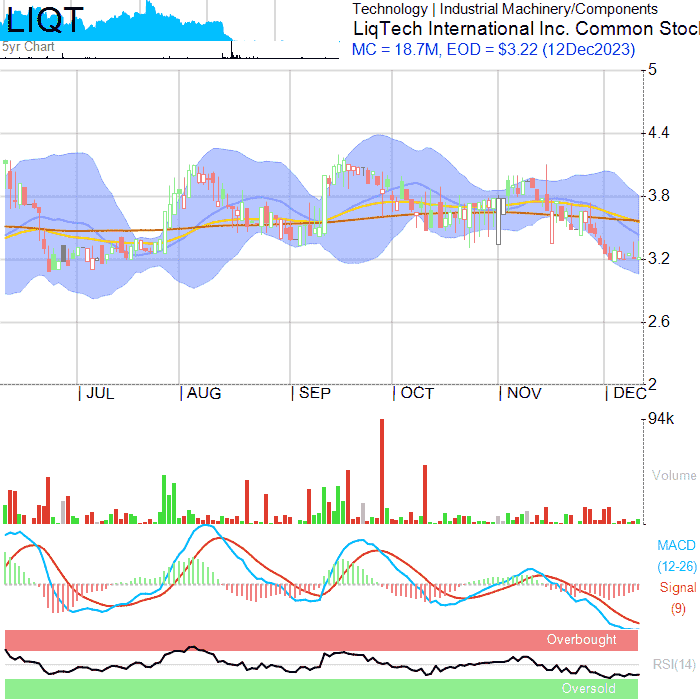 LIQT
5yr Chart
Technology | Industrial Machinery/Components
LiqTech International Inc. Common Stoc
MC = 18.7M, EOD = $3.22 (12Dec2023)
5
4.4
3.8
3.2
2.6
2
| JUL | AUG | SEP | OCT | NOV | DEC
94k
Volume
MACD
(12-26)
Signal
(9)
Overbought
RSI(14)
Oversold